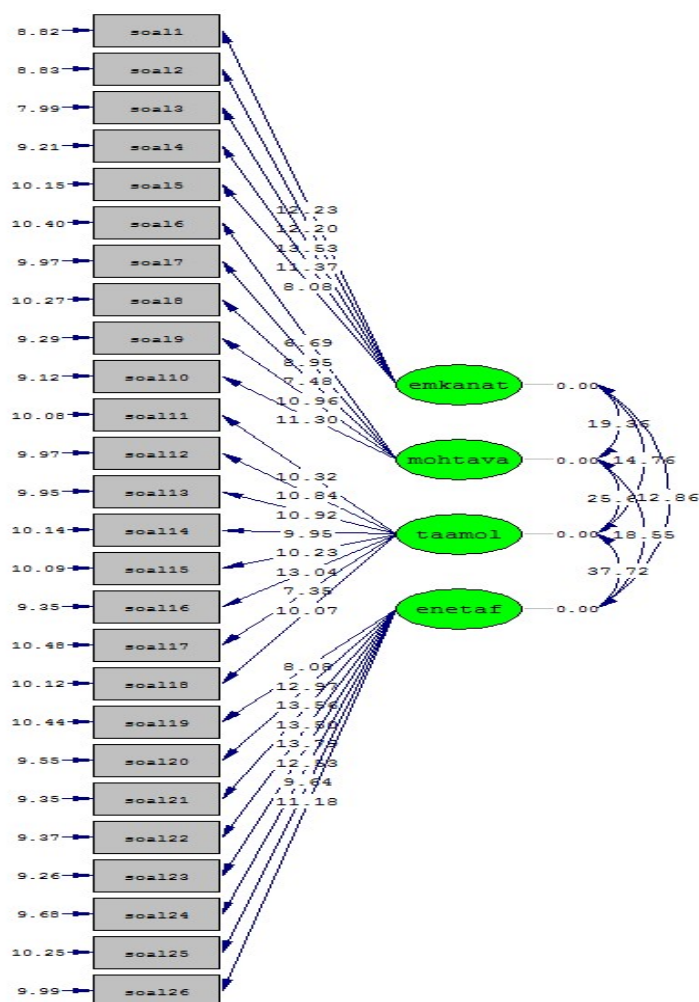 8.82 soal1
8.83 soal2
7.99 soal3
9.21 soal4
10.15 soal5
10.40 soal6
9.97 soal7
10.27 soal8
9.29 soal9
9.12 soal10
10.08 soal11
9.97 soal12
9.95 soal13
10.14 soal14
10.09 soal15
9.35 soal16
10.48 soal17
10.12 soal18
10.44 soal19
9.55 soal20
9.35 soal21
9.37 soal22
9.26 soal23
9.68 soal24
10.25 soal25
9.99 soal26
12.23
12.20
13.53
11.37
8.08
6.69
8.95
7.48
10.96
11.30
10.32
10.84
10.92
9.95
10.23
13.04
7.35
10.07
12.97
13.56
13.75
9.64
11.18
emkanat 0.00
mohtava 0.00
taamol 0.00
enetaf 0.00
19.36
14.76
12.86
18.55
37.72